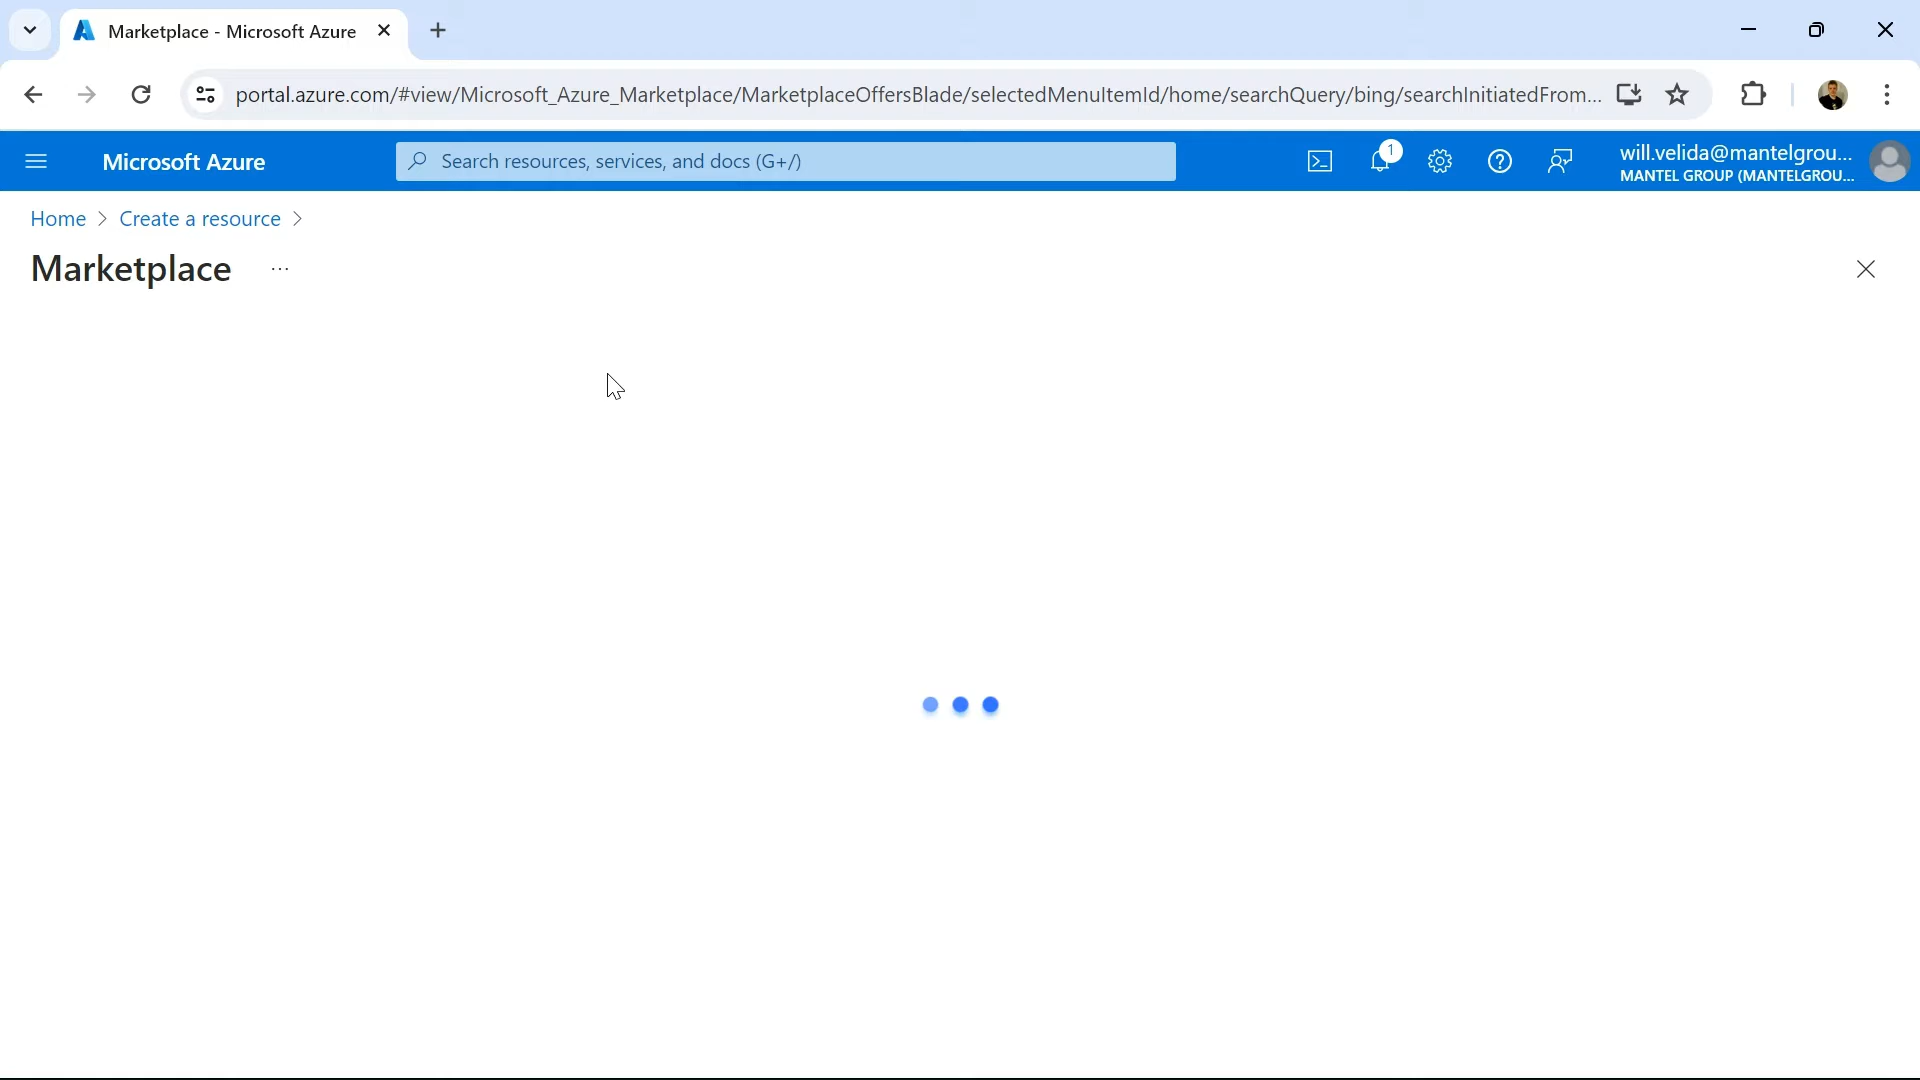 Marketplace - Microsoft Azure
portal.azure.com/#view/Microsoft_Azure_Marketplace/MarketplaceOffersBlade/selectedMenuItemId/home/searchQuery/bing/searchInitiatedFrom...
Microsoft Azure
Search resources, services, and docs (G+/)
1
will.velida@mantelgrou...
MANTEL GROUP (MANTELGROU...
Home > Create a resource >
Marketplace ...